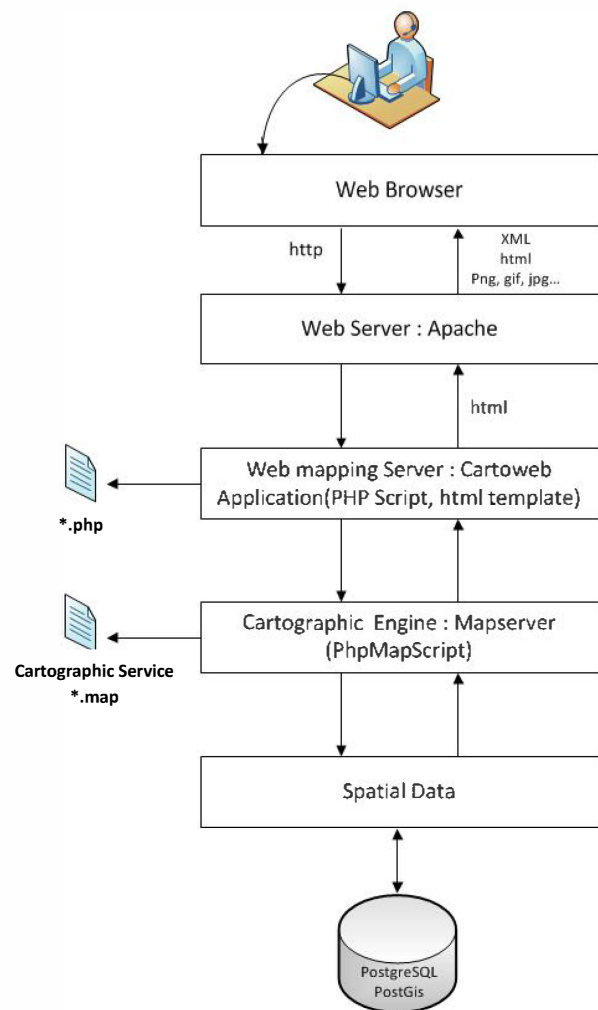 Web Browser
http
XML
html
Png, gif, jpg...
Web Server : Apache
html
Web mapping Server : Cartoweb
Application(PHP Script, html template)
*.php
Cartographic Engine : Mapserver
(PhpMapScript)
Cartographic Service
*.map
Spatial Data
PostgreSQL
PostGis